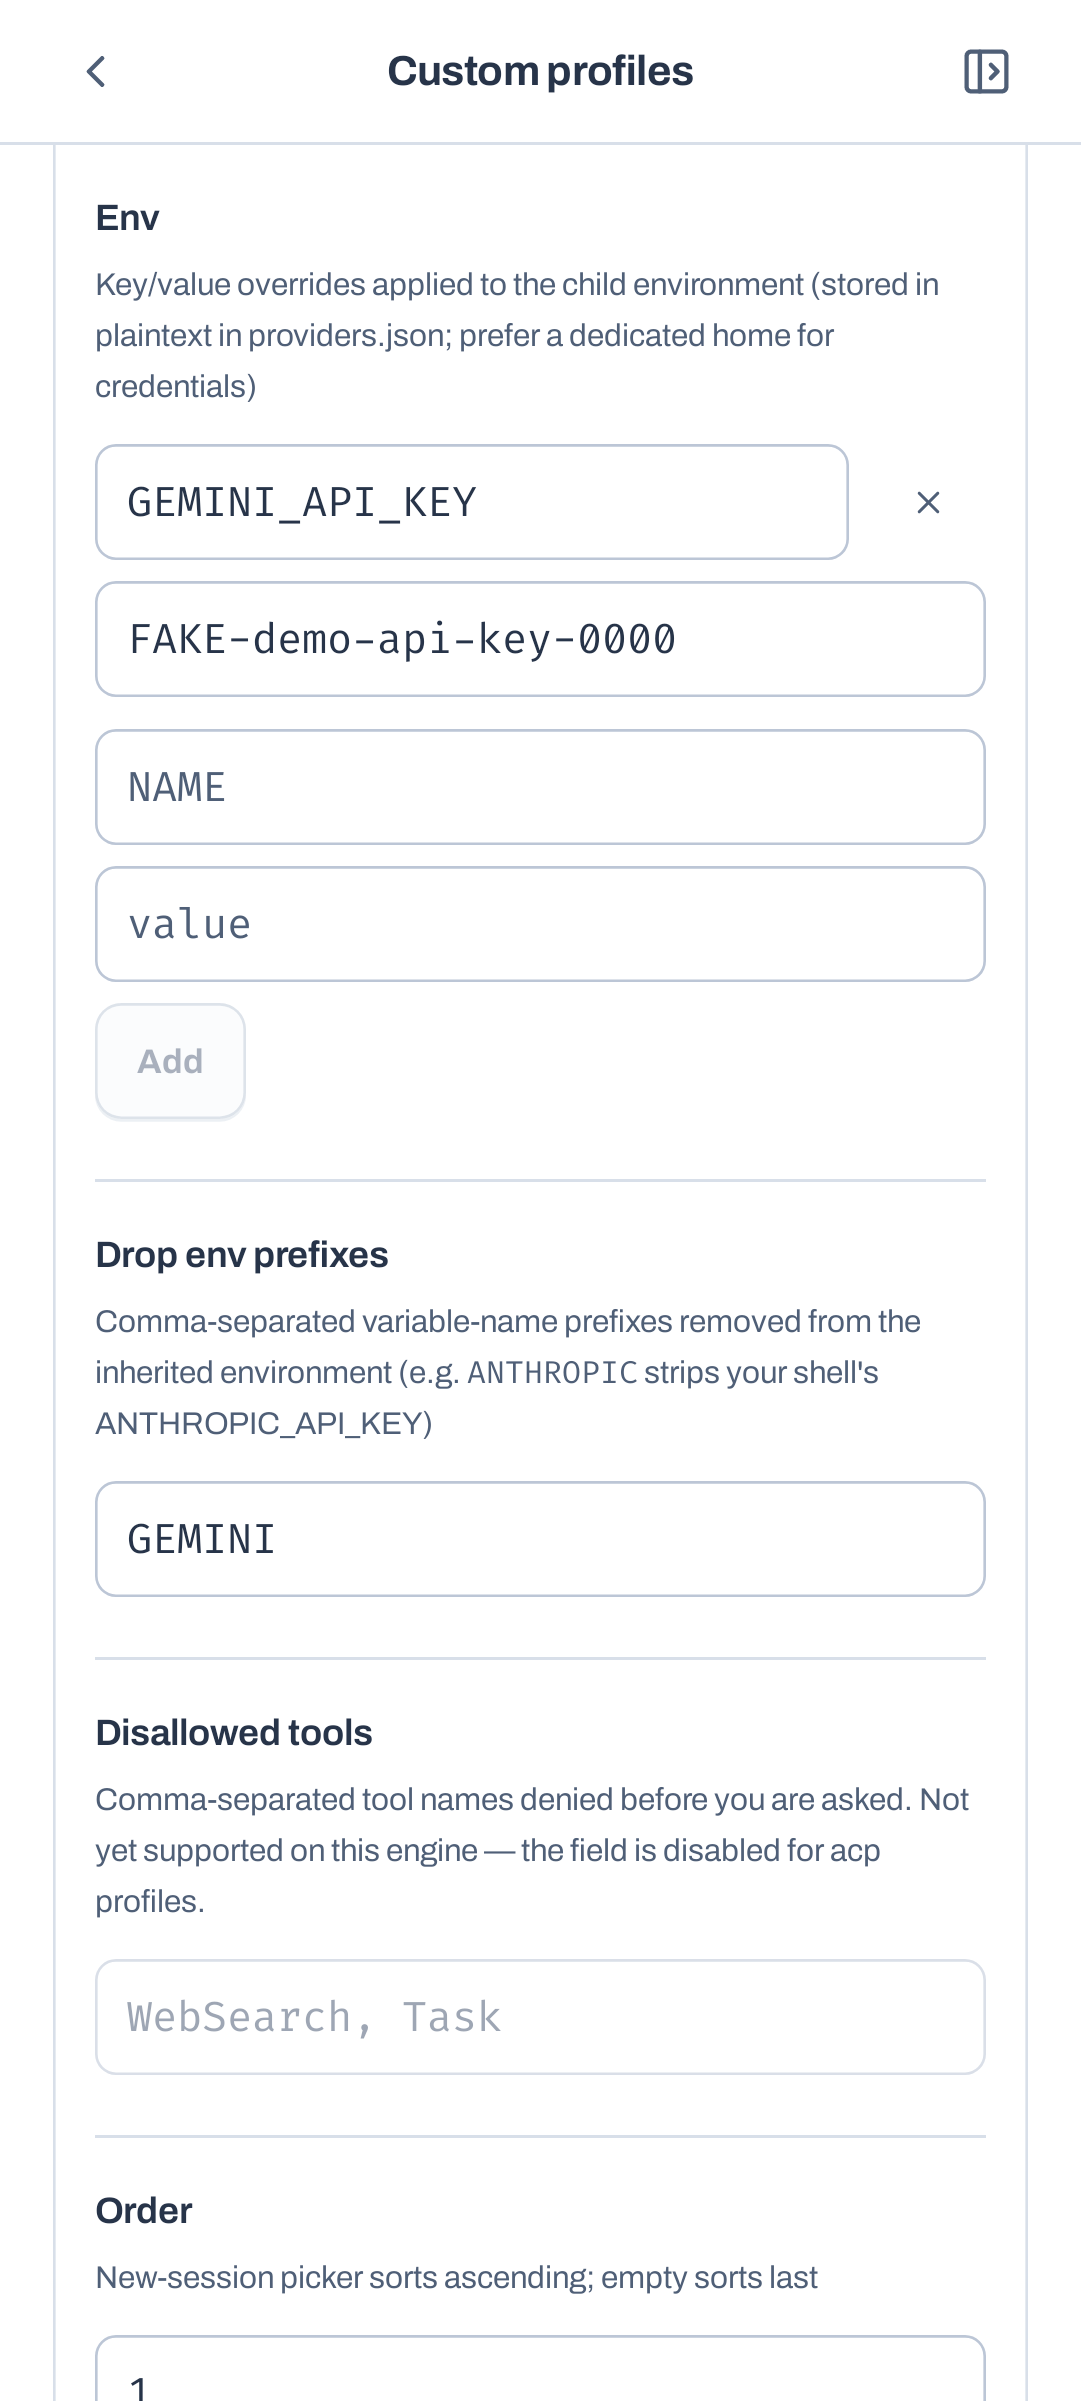 Custom profiles
Env
Key/value overrides applied to the child environment (stored in
plaintext in providers.json; prefer a dedicated home for
credentials)
GEMINI_API_KEY
FAKE-demo-api-key-0000
NAME
value
Add
Drop env prefixes
Comma-separated variable-name prefixes removed from the
inherited environment (e.g. ANTHROPIC strips your shell's
ANTHROPIC_API_KEY)
GEMINI
Disallowed tools
Comma-separated tool names denied before you are asked. Not
yet supported on this engine — the field is disabled for acp
profiles.
WebSearch, Task
Order
New-session picker sorts ascending; empty sorts last
1